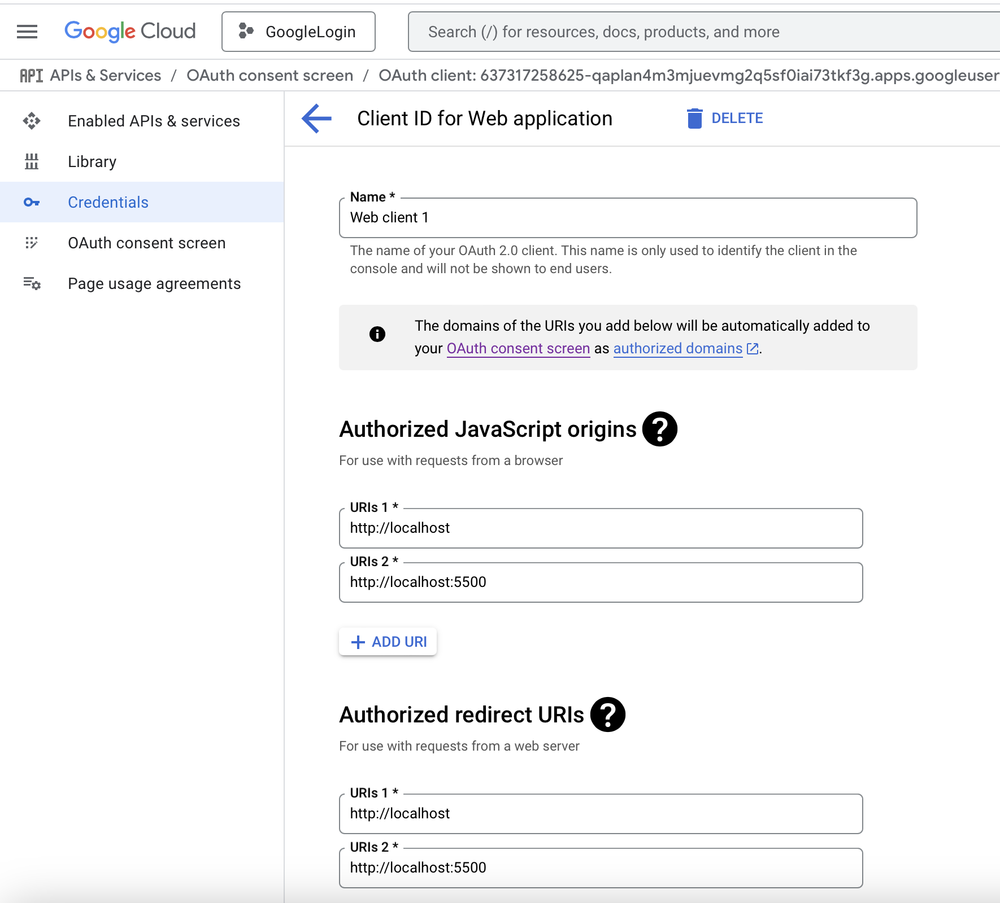 Google Cloud
GoogleLogin
Search (/) for resources, docs, products, and more
API APIs & Services / OAuth consent screen / OAuth client: 637317258625-qaplan4m3mjuevmg2q5sf0iai73tkf3g.apps.googleuser
Enabled APIs & services
Library
Credentials
OAuth consent screen
Page usage agreements
Client ID for Web application
DELETE
Name *
Web client 1
The name of your OAuth 2.0 client. This name is only used to identify the client in the
console and will not be shown to end users.
The domains of the URIs you add below will be automatically added to
your OAuth consent screen as authorized domains.
Authorized JavaScript origins
For use with requests from a browser
URIs 1 *
http://localhost
URIs 2 *
http://localhost:5500
+ ADD URI
Authorized redirect URIs
For use with requests from a web server
URIs 1 *
http://localhost
URIs 2 *
http://localhost:5500